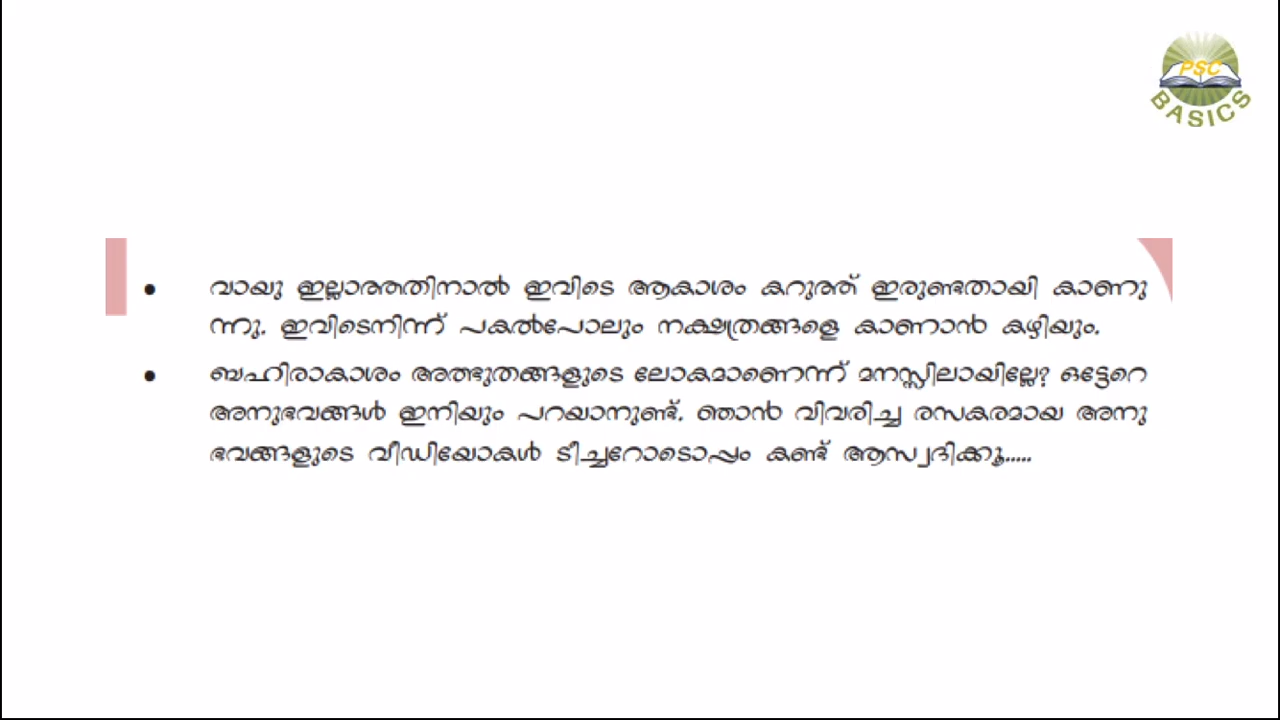 PSC
BASICS
• വായു ഇല്ലാത്തതിനാൽ ഇവിടെ ആകാശം കറുത്ത് ഇരുണ്ടതായി കാണു
ന്നു. ഇവിടെനിന്ന് പകൽപോലും നക്ഷത്രങ്ങളെ കാണാൻ കഴിയും.
• ബഹിരാകാശം അത്ഭുതങ്ങളുടെ ലോകമാണെന്ന് മനസ്സിലായില്ലേ? ഒട്ടേറെ
അനുഭവങ്ങൾ ഇനിയും പറയാനുണ്ട്. ഞാൻ വിവരിച്ച രസകരമായ അനു
ഭവങ്ങളുടെ വീഡിയോകൾ ടീച്ചറോടൊപ്പം കണ്ട് ആസ്വദിക്കൂ.....